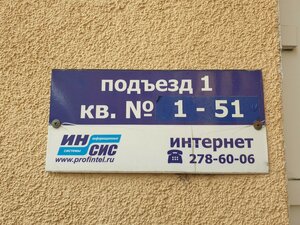 подъезд 1
кв. № 1 - 51
ИН информационные
системы СИС
www.profintel.ru
интернет
☎ 278-60-06